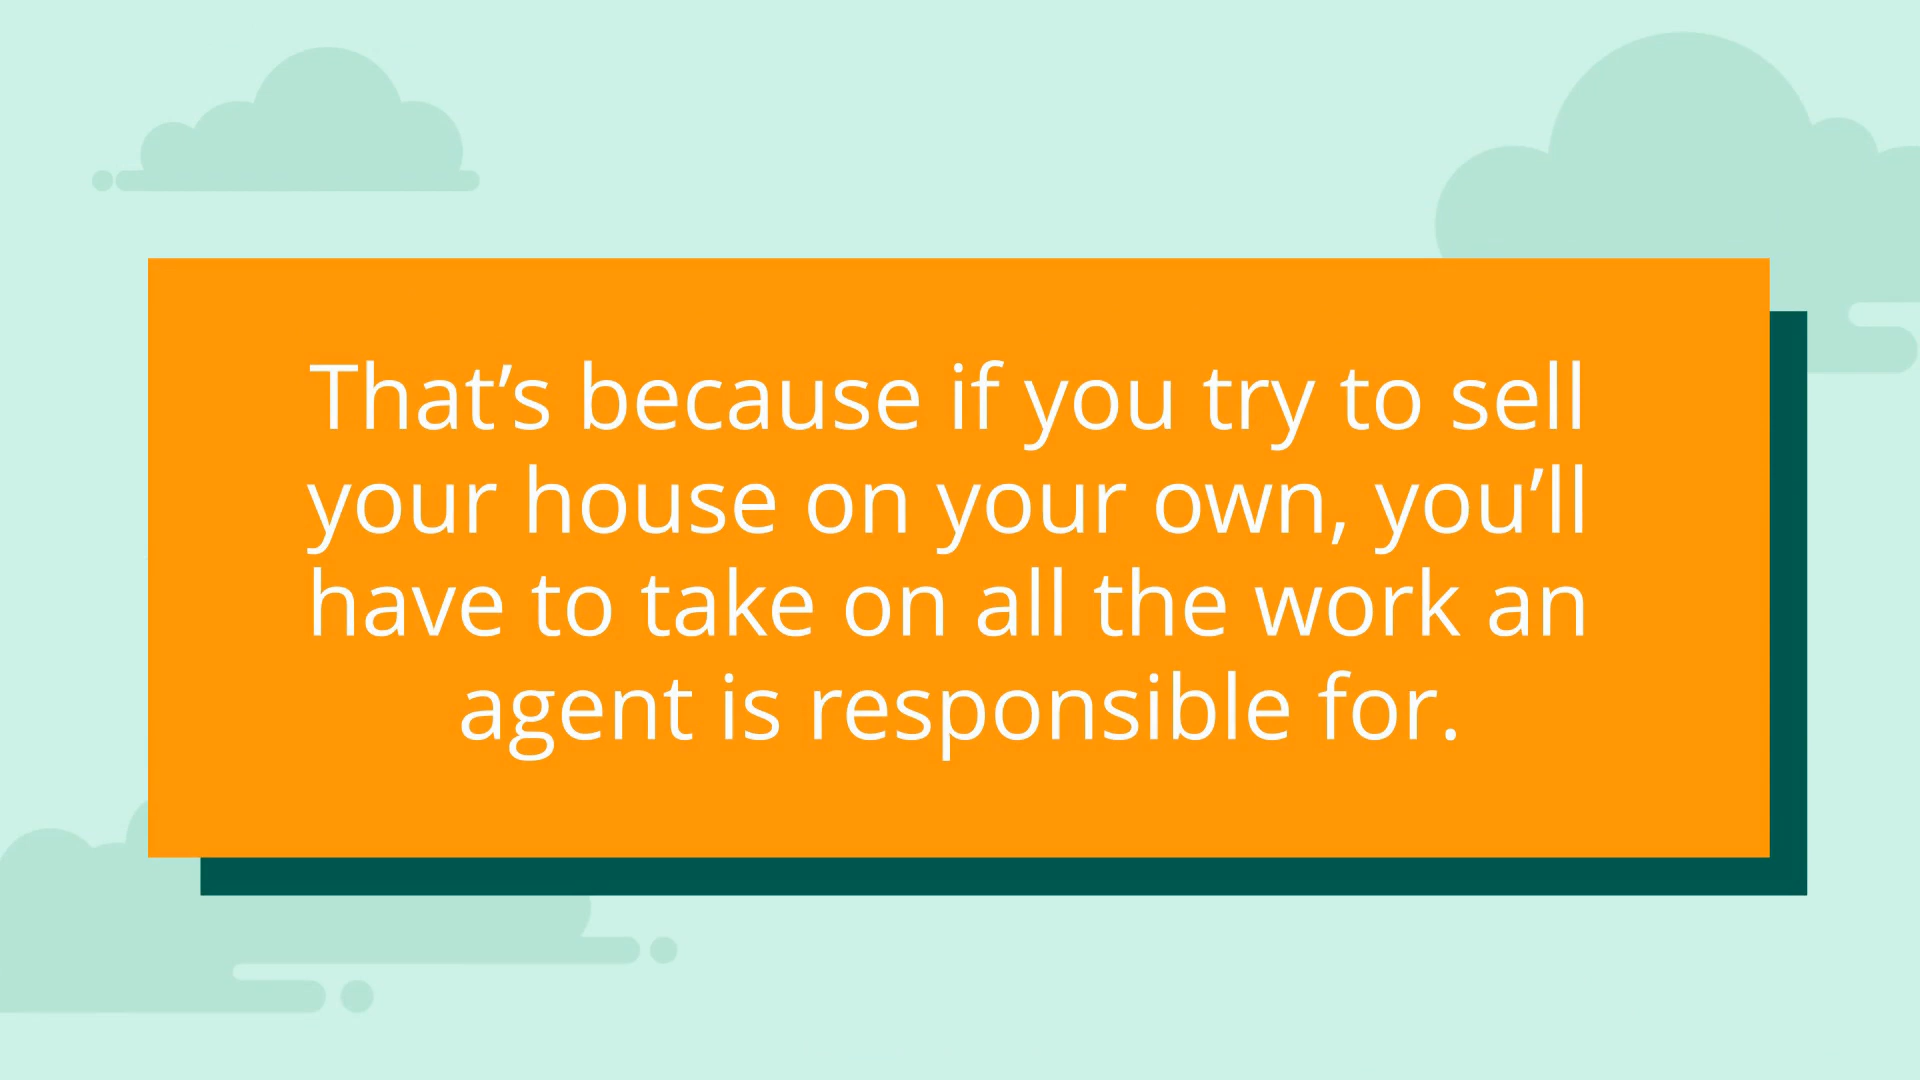 That’s because if you try to sell
your house on your own, you’ll
have to take on all the work an
agent is responsible for.